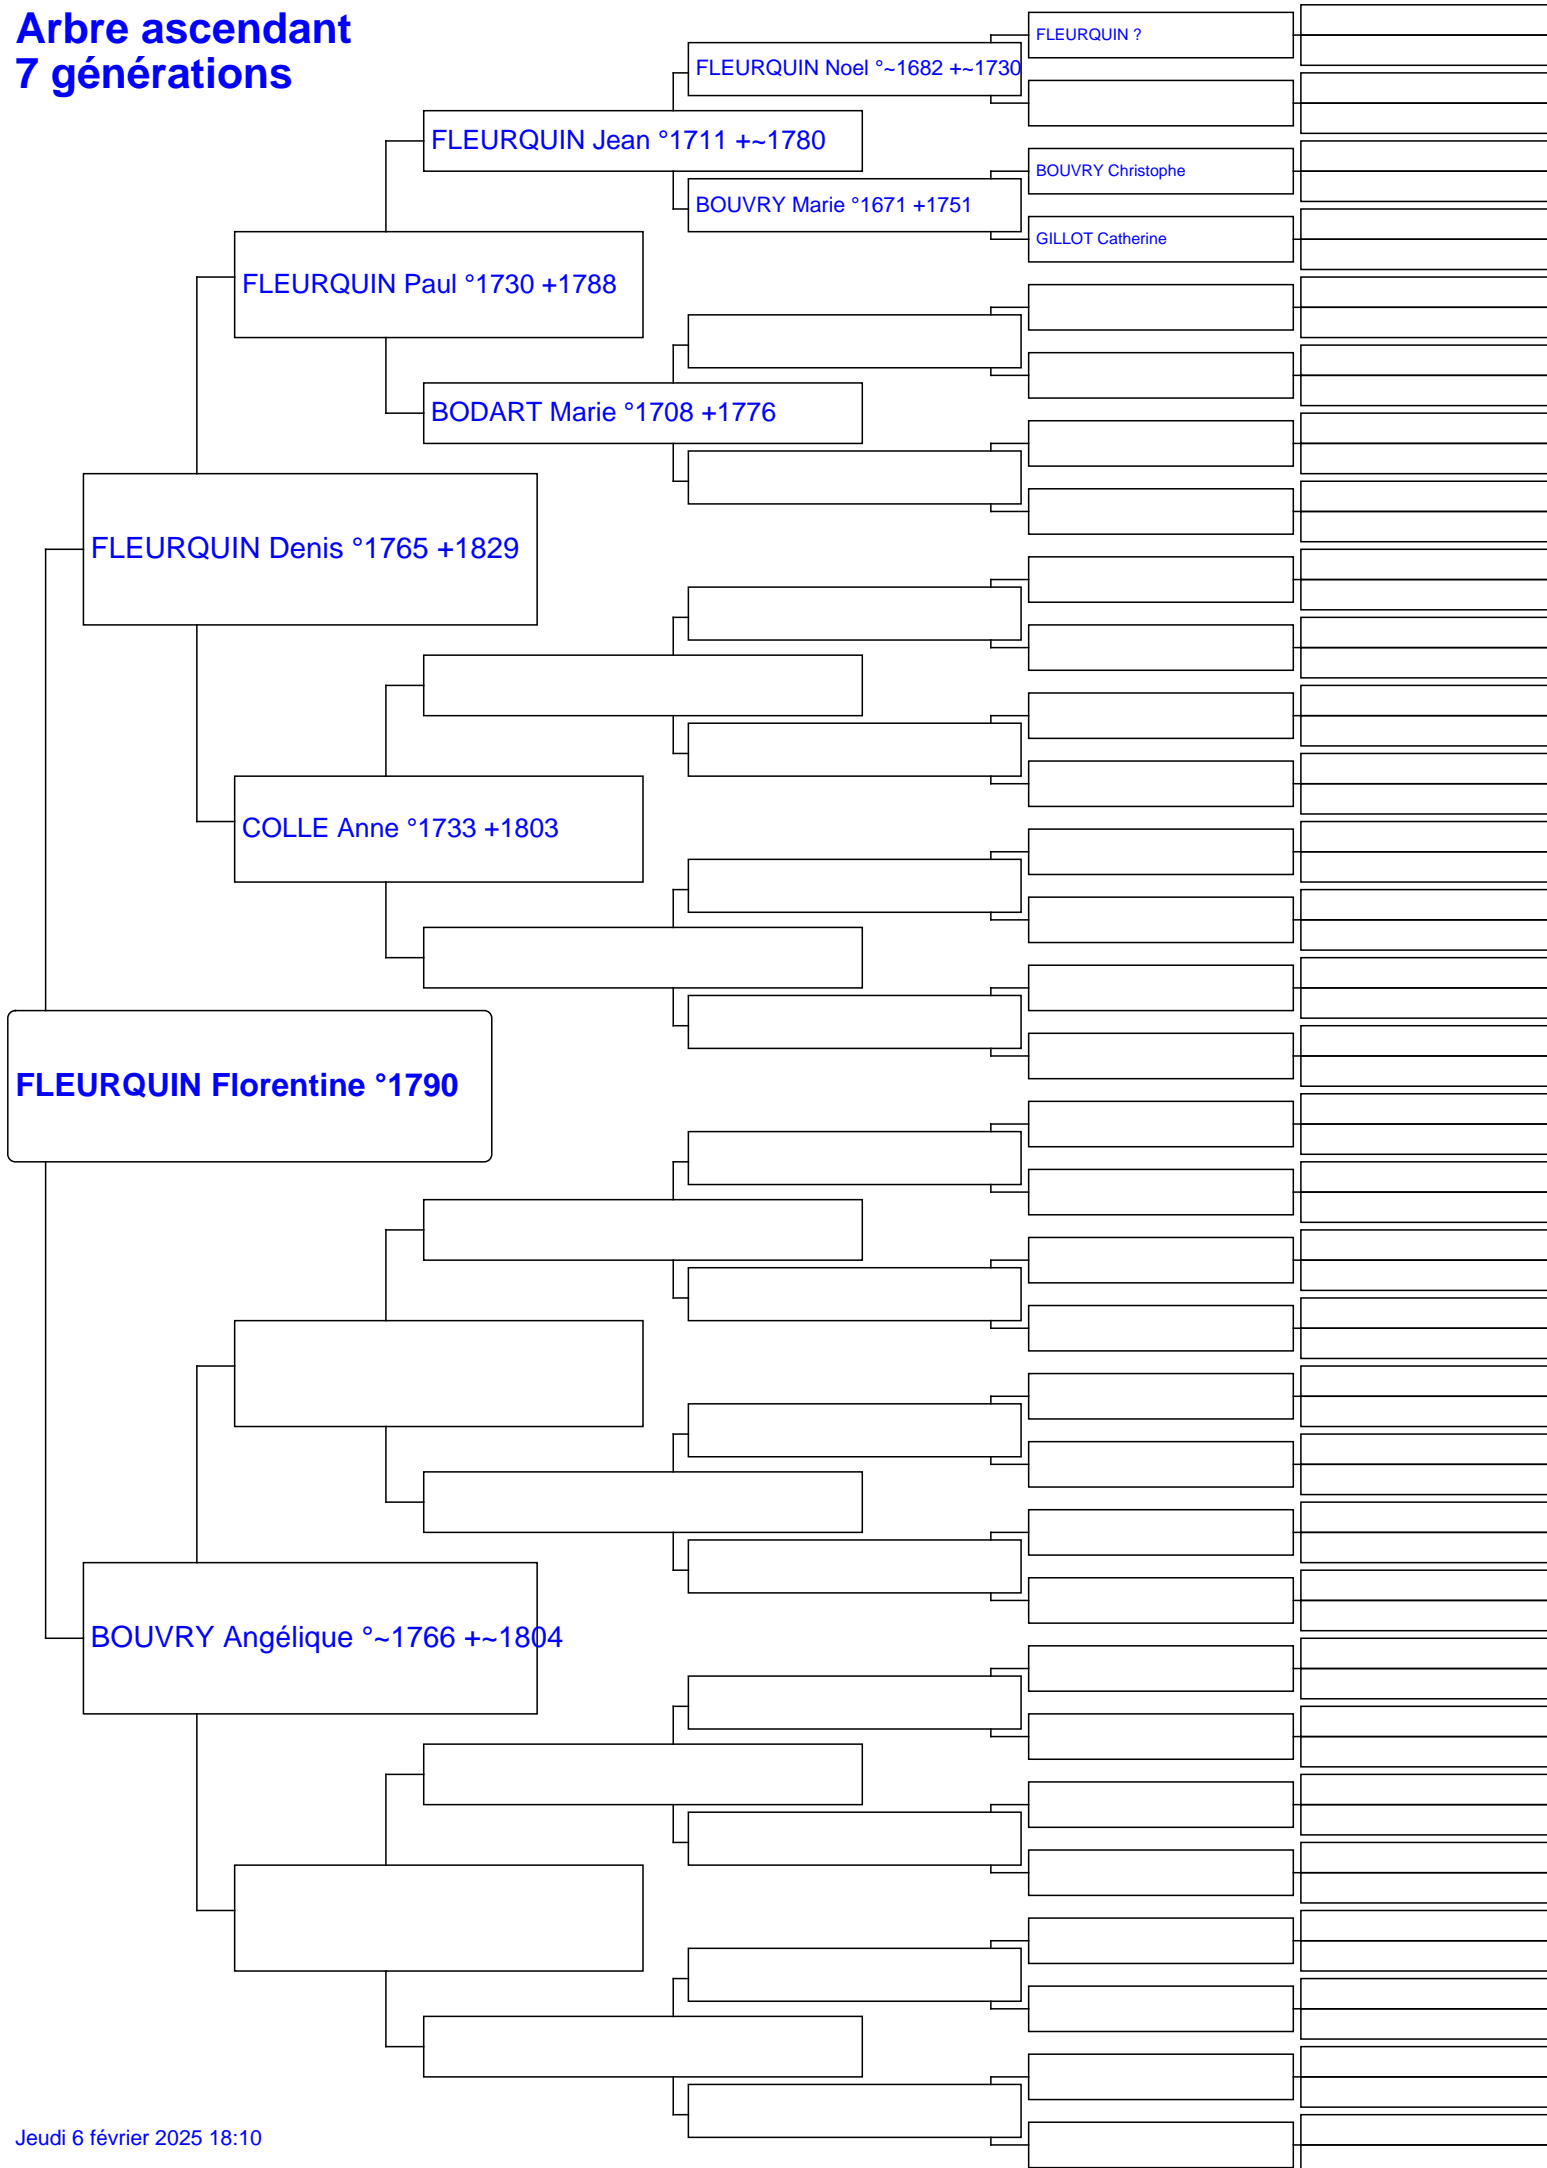 Arbre ascendant
7 générations
FLEURQUIN ?
FLEURQUIN Noel °~1682 +~1730
FLEURQUIN Jean °1711 +~1780
BOUVRY Christophe
BOUVRY Marie °1671 +1751
GILLOT Catherine
FLEURQUIN Paul °1730 +1788
BODART Marie °1708 +1776
FLEURQUIN Denis °1765 +1829
COLLE Anne °1733 +1803
FLEURQUIN Florentine °1790
BOUVRY Angélique °~1766 +~1804
Jeudi 6 février 2025 18:10